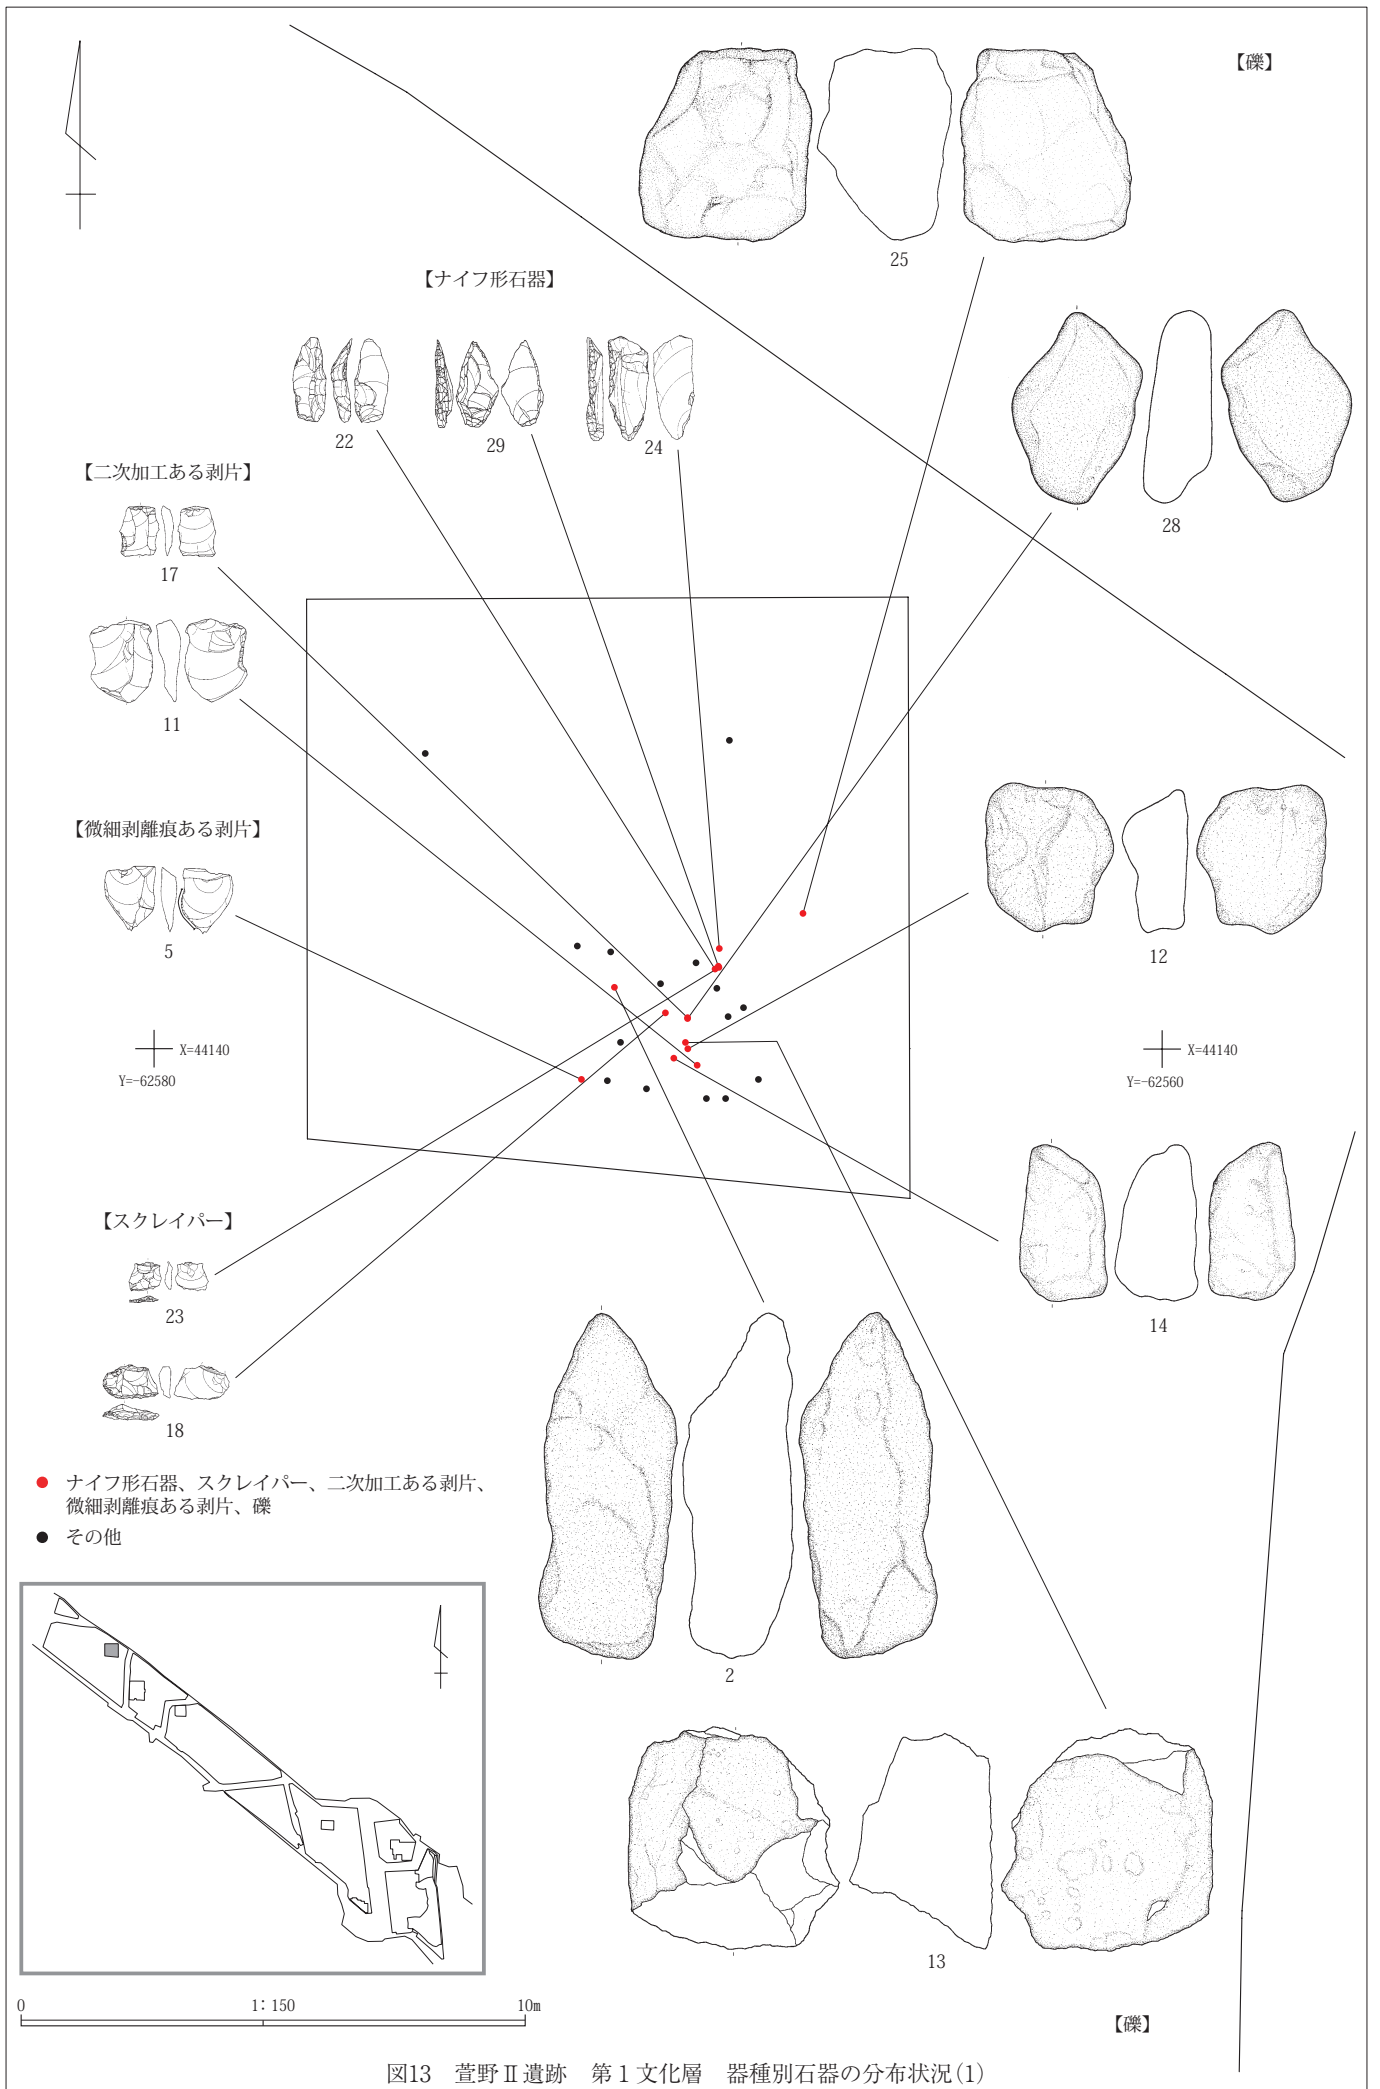 【礫】
25
【ナイフ形石器】
22
29
24
28
【二次加工ある剥片】
17
11
【微細剥離痕ある剥片】
5
12
X=44140
Y=-62580
X=44140
Y=-62560
【スクレイパー】
23
18
14
2
● ナイフ形石器、スクレイパー、二次加工ある剥片、
微細剥離痕ある剥片、礫
● その他
13
0 1：150 10m
【礫】
図13 萱野Ⅱ遺跡 第１文化層 器種別石器の分布状況(1)